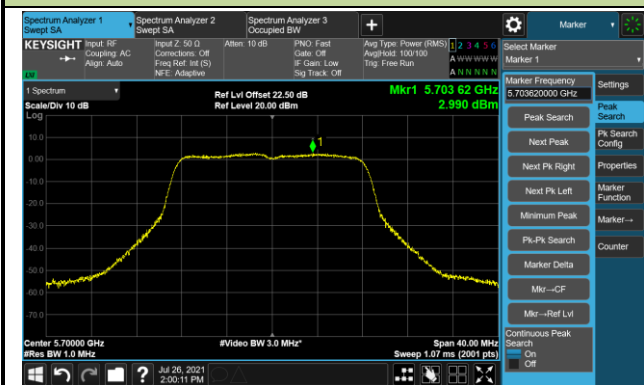 Spectrum Analyzer 1
Swept SA
Spectrum Analyzer 2
Swept SA
Spectrum Analyzer 3
Occupied BW
Marker
KEYSIGHT
Input: RF
Coupling: AC
Align: Auto
Input Z: 50 Ω
Corrections: Off
Freq Ref: Int (S)
NFE: Adaptive
Atten: 10 dB
PNO: Fast
Gate: Off
IF Gain: Low
Sig Track: Off
Avg Type: Power (RMS)
Avg|Hold: 100/100
Trig: Free Run
1 2 3 4 5 6
A W W W W W
A N N N N N
Select Marker
Marker 1
1 Spectrum
Scale/Div 10 dB
Log
Ref Lvl Offset 22.50 dB
Ref Level 20.00 dBm
Mkr1 5.703 62 GHz
2.990 dBm
10.0
0.00
-10.0
-20.0
-30.0
-40.0
-50.0
-60.0
-70.0
1
Center 5.70000 GHz
#Res BW 1.0 MHz
#Video BW 3.0 MHz*
Span 40.00 MHz
Sweep 1.07 ms (2001 pts)
Marker Frequency
5.703620000 GHz
Peak Search
Next Peak
Next Pk Right
Next Pk Left
Minimum Peak
Pk-Pk Search
Marker Delta
Mkr→CF
Mkr→Ref Lvl
Continuous Peak
Search
On
Off
Settings
Peak
Search
Pk Search
Config
Properties
Marker
Function
Marker→
Counter
Jul 26, 2021
2:00:11 PM